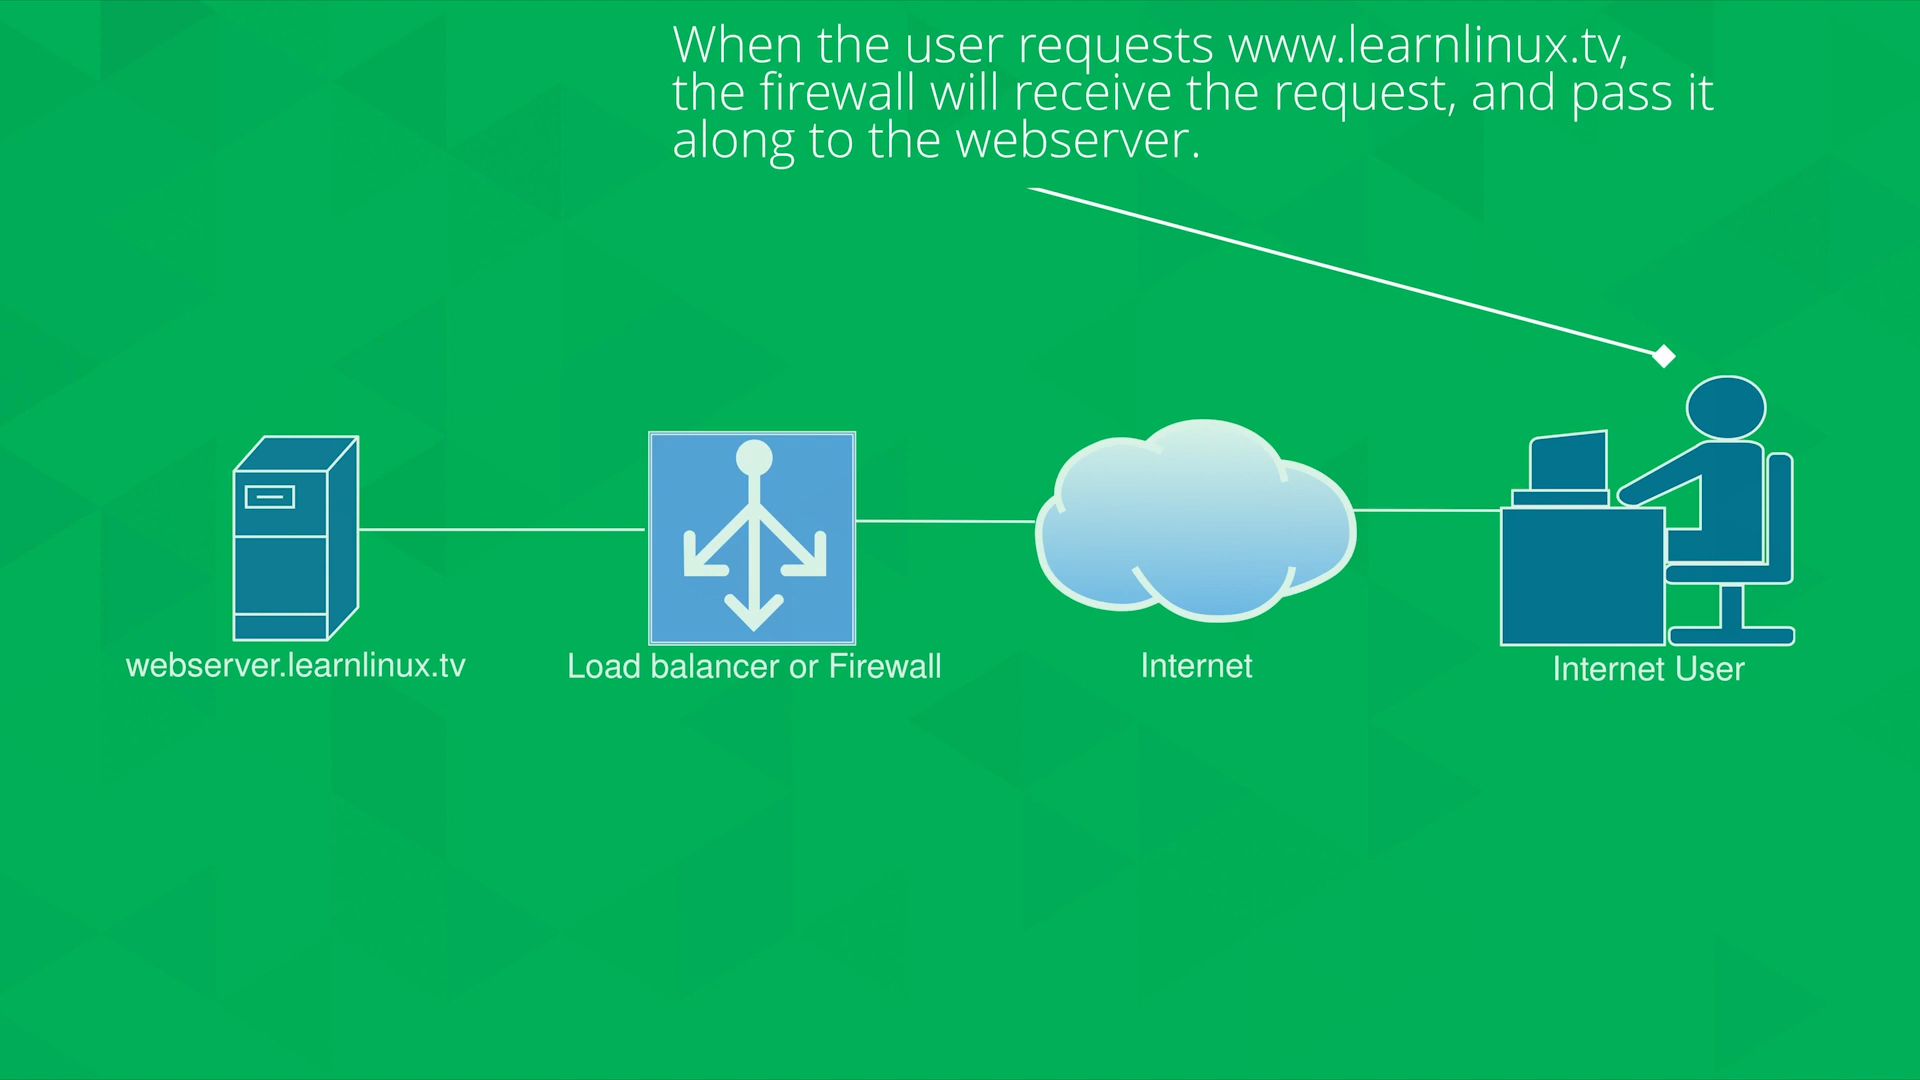 When the user requests www.learnlinux.tv,
the firewall will receive the request, and pass it
along to the webserver.
webserver.learnlinux.tv
Load balancer or Firewall
Internet
Internet User